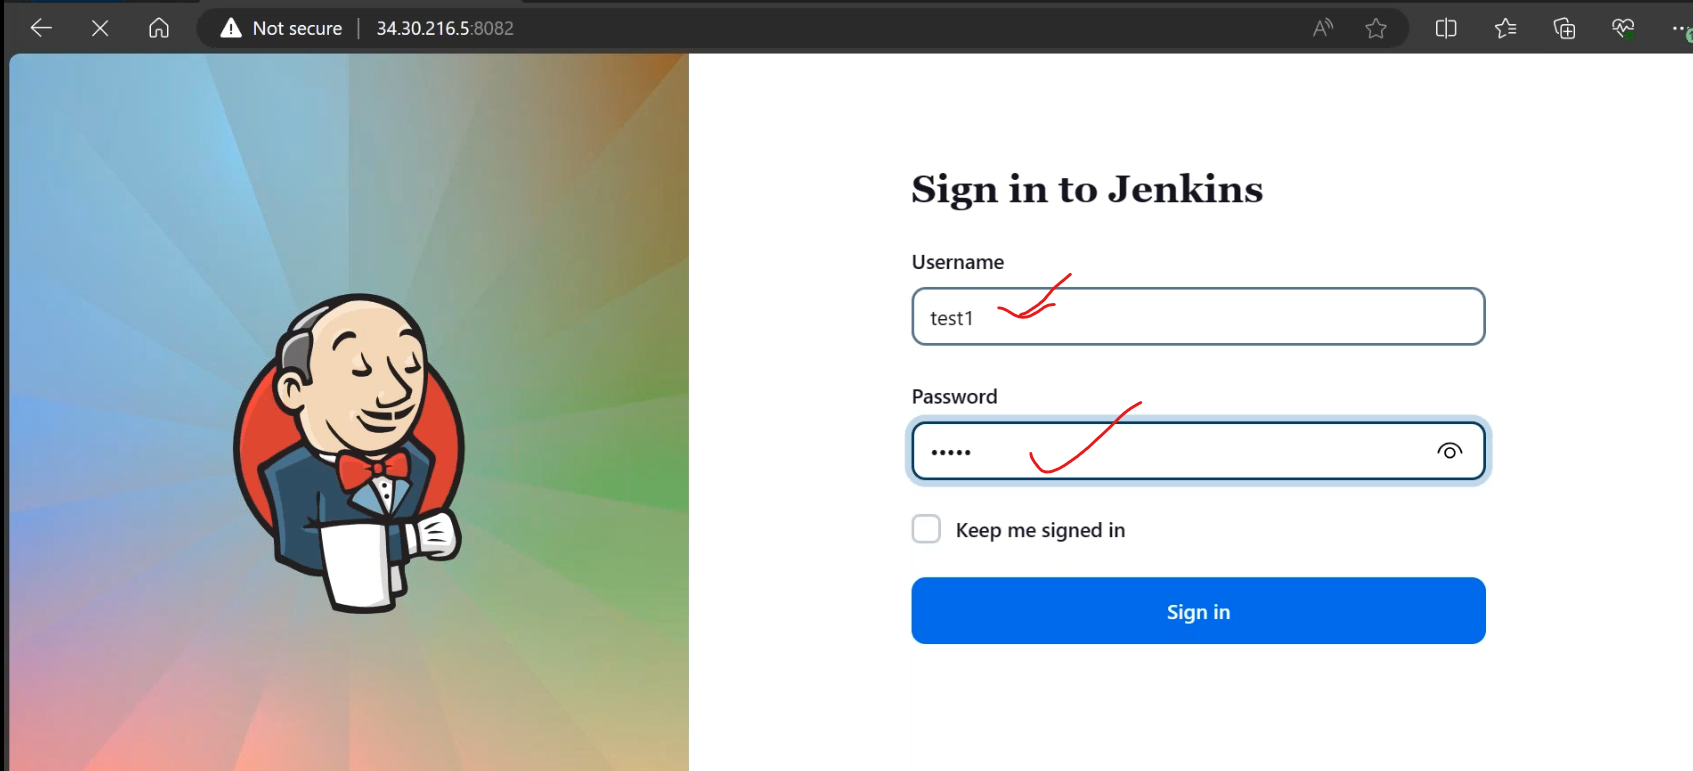 Not secure | 34.30.216.5:8082
Sign in to Jenkins
Username
test1
Password
•••••
Keep me signed in
Sign in